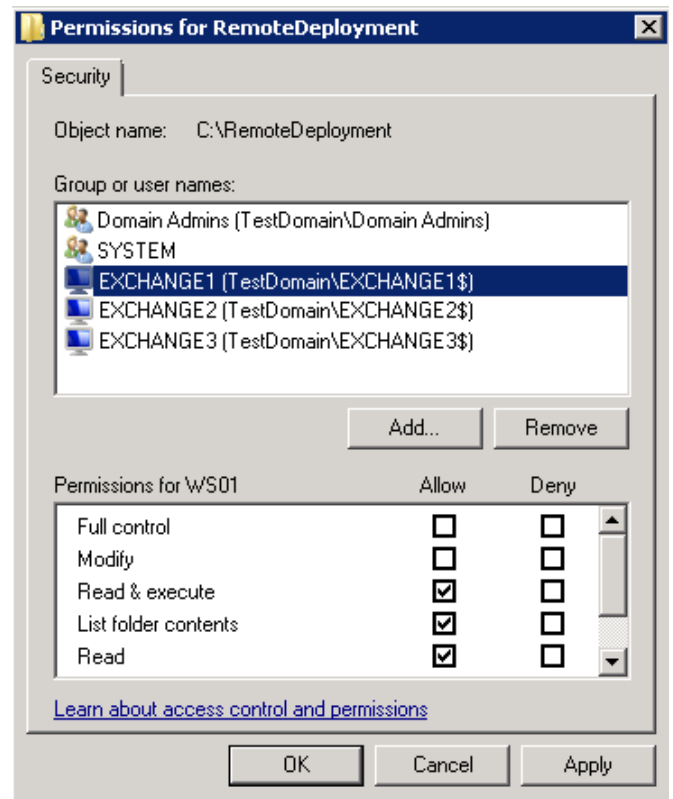 Permissions for RemoteDeployment
Security
Object name: C:\RemoteDeployment
Group or user names:
Domain Admins (TestDomain\Domain Admins)
SYSTEM
EXCHANGE1 (TestDomain\EXCHANGE1$)
EXCHANGE2 (TestDomain\EXCHANGE2$)
EXCHANGE3 (TestDomain\EXCHANGE3$)
Add... Remove
Permissions for WS01 Allow Deny
Full control
Modify
Read & execute
List folder contents
Read
Learn about access control and permissions
OK Cancel Apply